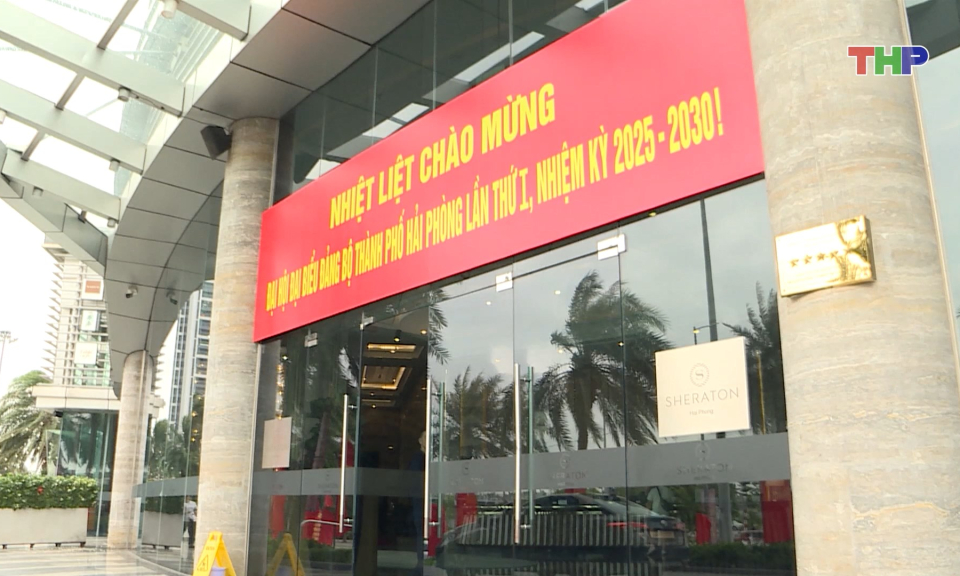 THP
NHIỆT LIỆT CHÀO MỪNG
ĐẠI HỘI ĐẠI BIỂU ĐẢNG BỘ THÀNH PHỐ HẢI PHÒNG LẦN THỨ I, NHIỆM KỲ 2025 - 2030!
SHERATON
Hai Phong
SHERATON